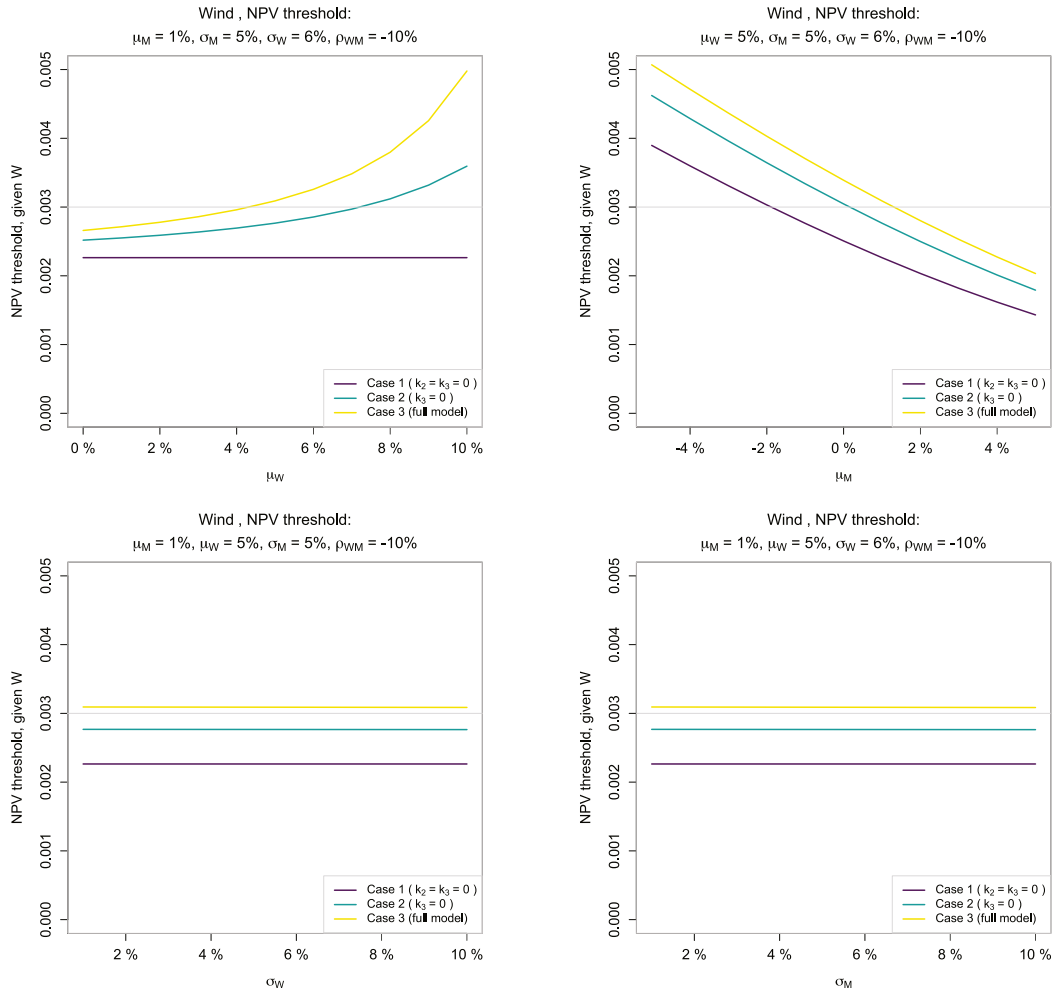 Wind , NPV threshold:
μM = 1%, σM = 5%, σW = 6%, ρWM = -10%
NPV threshold, given W
0.005
0.004
0.003
0.002
0.001
0.000
Case 1 ( k2 = k3 = 0 )
Case 2 ( k3 = 0 )
Case 3 (full model)
0 %
2 %
4 %
6 %
8 %
10 %
μW
Wind , NPV threshold:
μW = 5%, σM = 5%, σW = 6%, ρWM = -10%
NPV threshold, given W
0.005
0.004
0.003
0.002
0.001
0.000
Case 1 ( k2 = k3 = 0 )
Case 2 ( k3 = 0 )
Case 3 (full model)
-4 %
-2 %
0 %
2 %
4 %
μM
Wind , NPV threshold:
μM = 1%, μW = 5%, σM = 5%, ρWM = -10%
NPV threshold, given W
0.005
0.004
0.003
0.002
0.001
0.000
Case 1 ( k2 = k3 = 0 )
Case 2 ( k3 = 0 )
Case 3 (full model)
2 %
4 %
6 %
8 %
10 %
σW
Wind , NPV threshold:
μM = 1%, μW = 5%, σW = 6%, ρWM = -10%
NPV threshold, given W
0.005
0.004
0.003
0.002
0.001
0.000
Case 1 ( k2 = k3 = 0 )
Case 2 ( k3 = 0 )
Case 3 (full model)
2 %
4 %
6 %
8 %
10 %
σM